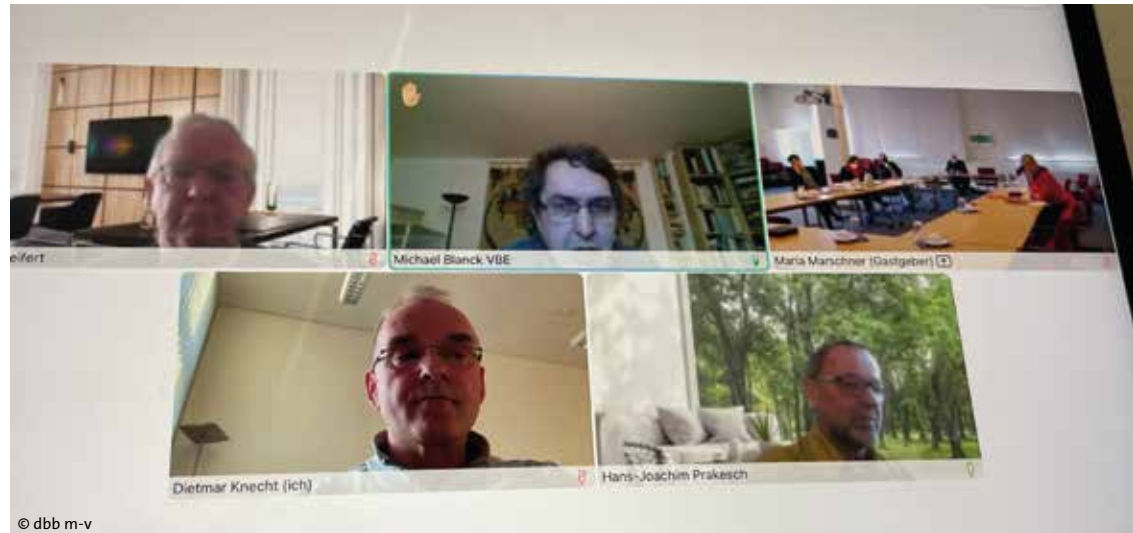 eifert
Michael Blanck VBE
Maria Marschner (Gastgeber)
Dietmar Knecht (ich)
Hans-Joachim Prakesch
© dbb m-v